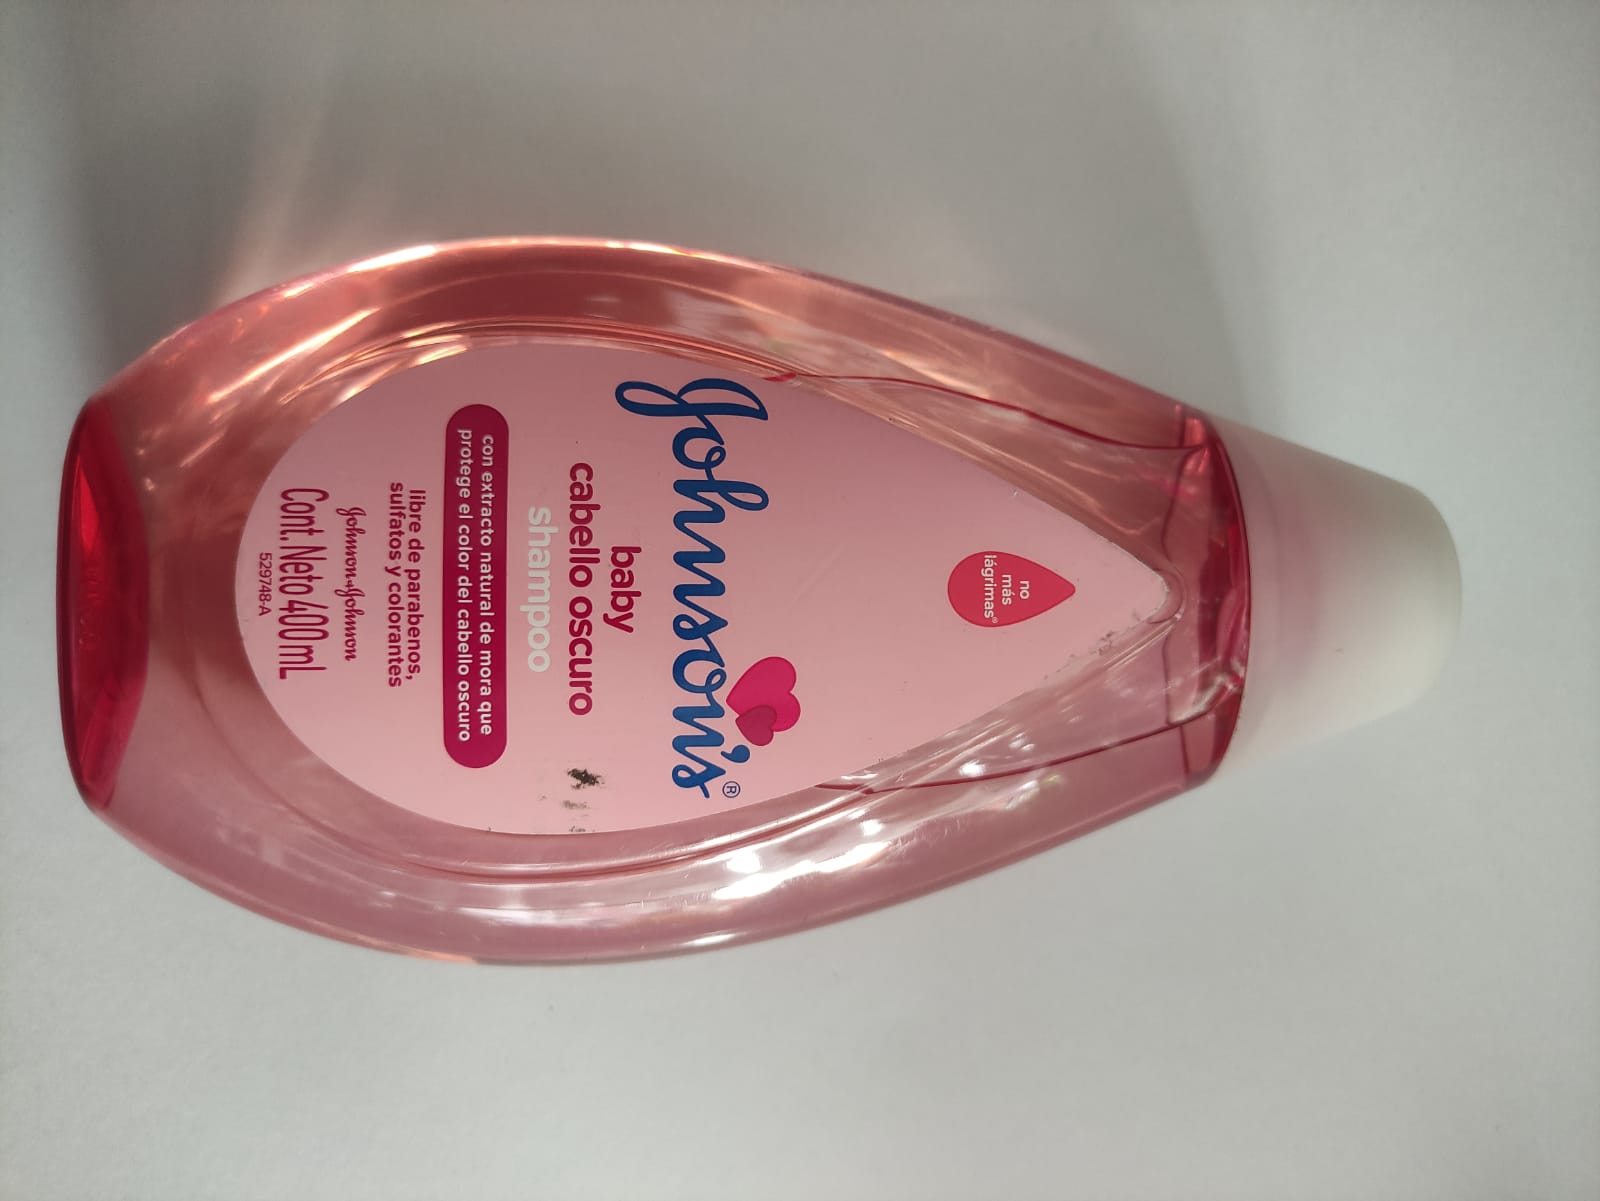 no
más
lágrimas®
Johnson's®
baby
cabello oscuro
shampoo
con extracto natural de mora que
protege el color del cabello oscuro
libre de parabenos,
sulfatos y colorantes
Johnson & Johnson
Cont. Neto 400 mL
529748-A